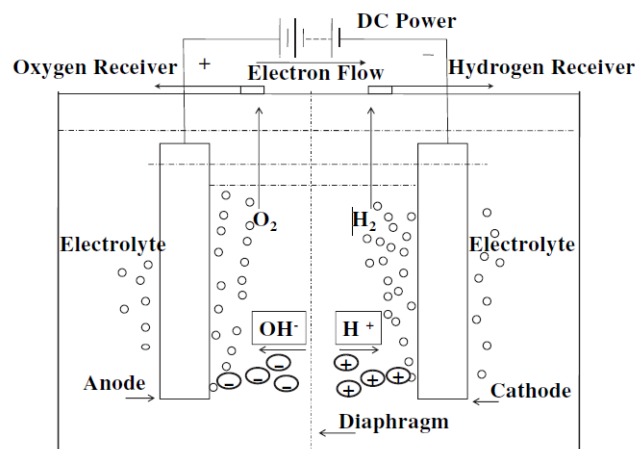 DC Power
Oxygen Receiver + Electron Flow − Hydrogen Receiver
O₂ H₂
Electrolyte Electrolyte
OH⁻ H⁺
− − − − + + + +
Anode Cathode
Diaphragm